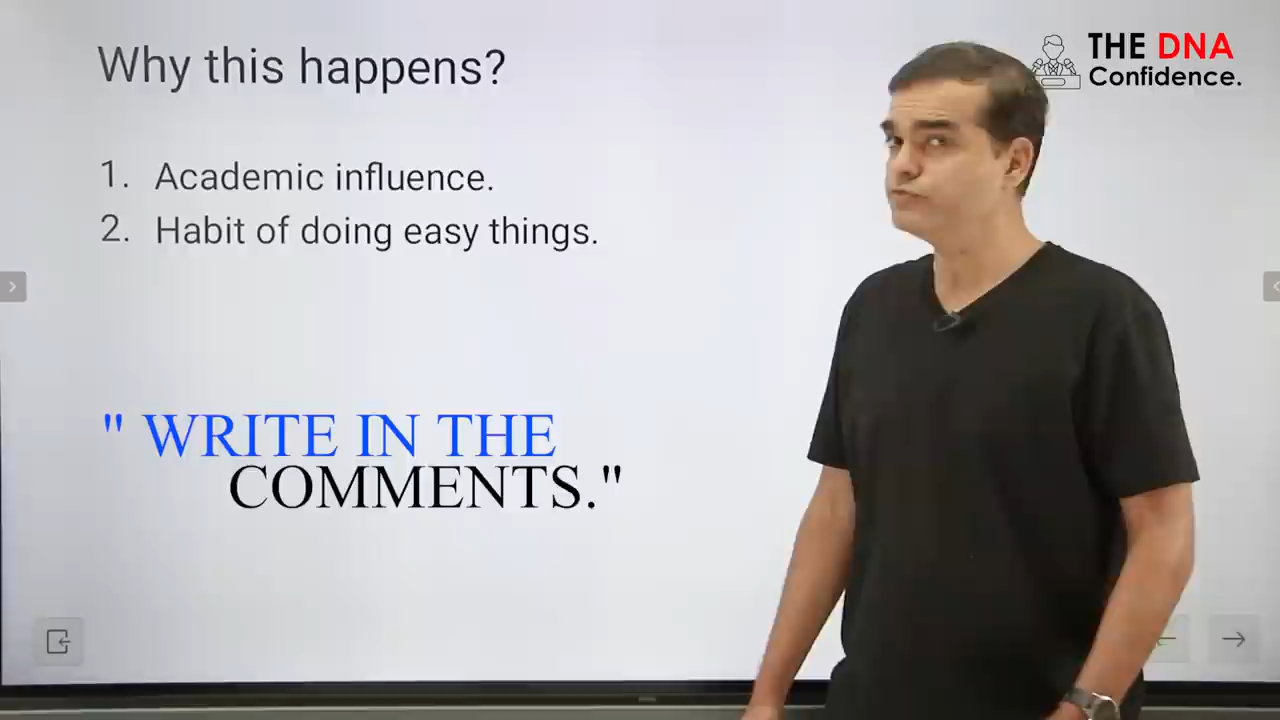 Why this happens?
1. Academic influence.
2. Habit of doing easy things.
" WRITE IN THE
COMMENTS."
THE DNA
Confidence.